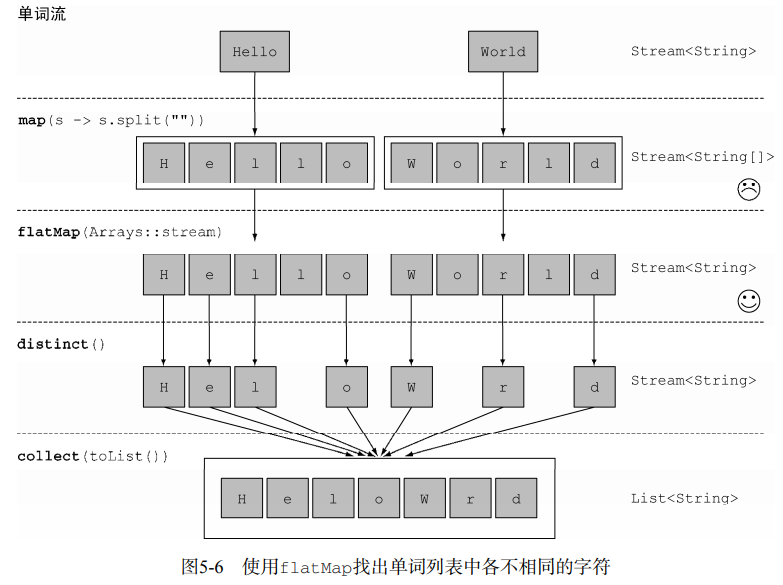 单词流
Hello World Stream<String>
map(s -> s.split(""))
H e l l o W o r l d Stream<String[]>
flatMap(Arrays::stream)
H e l l o W o r l d Stream<String>
distinct()
H e l o W r d Stream<String>
collect(toList())
H e l o W r d List<String>
图5-6 使用flatMap找出单词列表中各不相同的字符